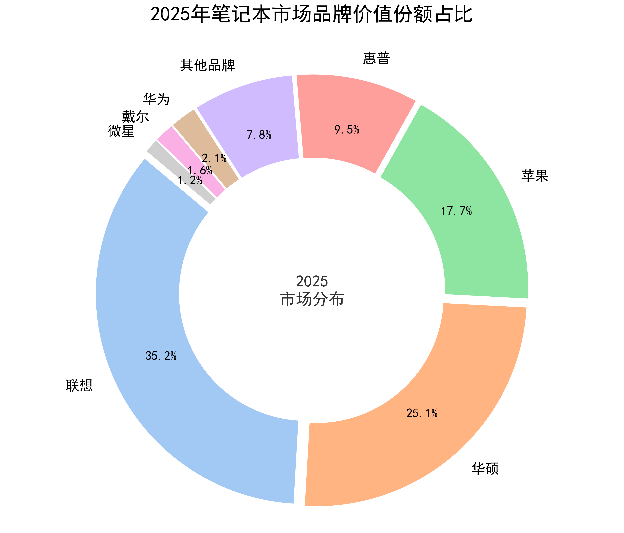 2025年笔记本市场品牌价值份额占比
惠普
其他品牌
华为
戴尔
微星
苹果
9.5%
7.8%
2.1%
1.6%
1.2%
17.7%
2025
市场分布
35.2%
联想
25.1%
华硕